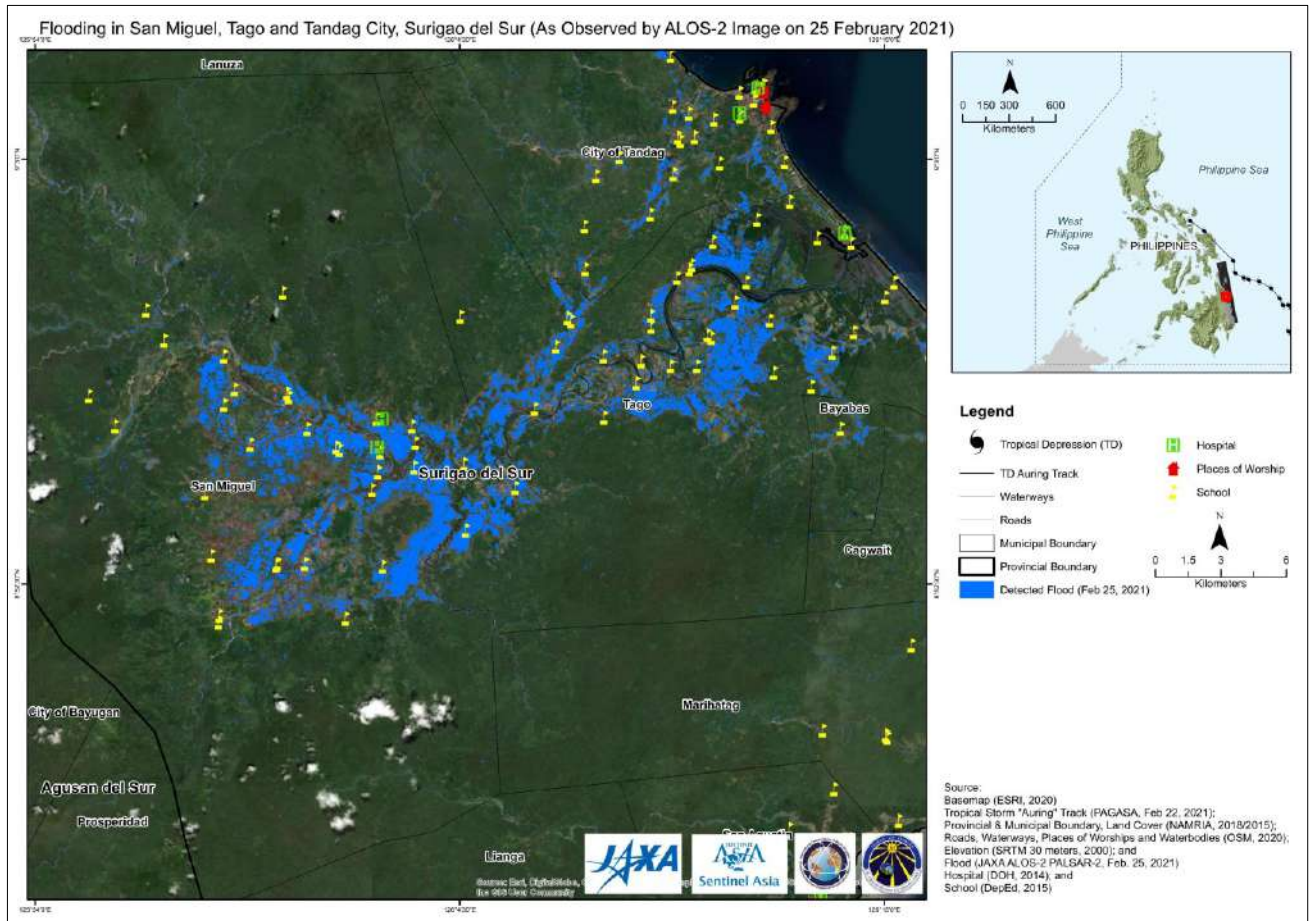 Flooding in San Miguel, Tago and Tandag City, Surigao del Sur (As Observed by ALOS-2 Image on 25 February 2021)
Lanuza
City of Tandag
Tago
Bayabas
Surigao del Sur
San Miguel
Cagwait
Marihatag
City of Bayugan
Agusan del Sur
Prosperidad
Lianga
JAXA
Sentinel Asia
the GIS User Community
N
0 150 300 600
Kilometers
Philippine Sea
West
Philippine
Sea
PHILIPPINES
Legend
Tropical Depression (TD)
TD Auring Track
Waterways
Roads
Municipal Boundary
Provincial Boundary
Detected Flood (Feb 25, 2021)
H Hospital
Places of Worship
School
N
0 1.5 3 6
Kilometers
Source:
Basemap (ESRI, 2020)
Tropical Storm "Auring" Track (PAGASA, Feb 22, 2021);
Provincial & Municipal Boundary, Land Cover (NAMRIA, 2018/2015);
Roads, Waterways, Places of Worships and Waterbodies (OSM, 2020);
Elevation (SRTM 30 meters, 2000); and
Flood (JAXA ALOS-2 PALSAR-2, Feb. 25, 2021)
Hospital (DOH, 2014); and
School (DepEd, 2015)